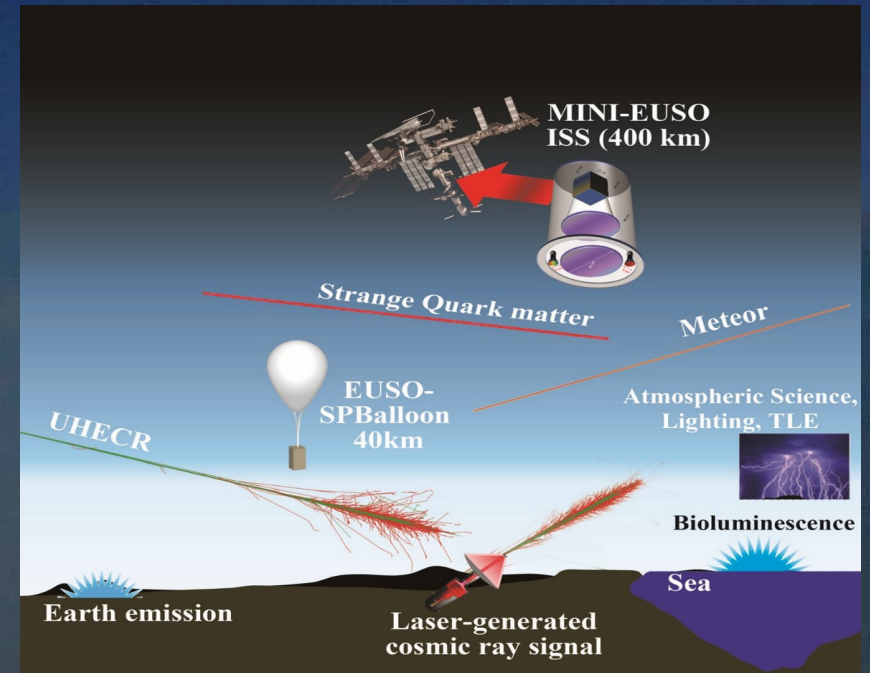 MINI-EUSO
ISS (400 km)
Strange Quark matter
Meteor
EUSO-
SPBalloon
40km
Atmospheric Science,
Lighting, TLE
UHECR
Bioluminescence
Sea
Earth emission
Laser-generated
cosmic ray signal